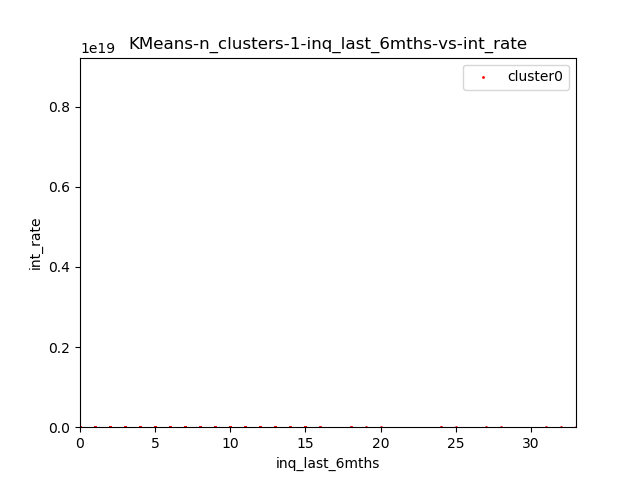 KMeans-n_clusters-1-inq_last_6mths-vs-int_rate
1e19
cluster0
0.8
0.6
0.4
0.2
0.0
int_rate
0 5 10 15 20 25 30
inq_last_6mths